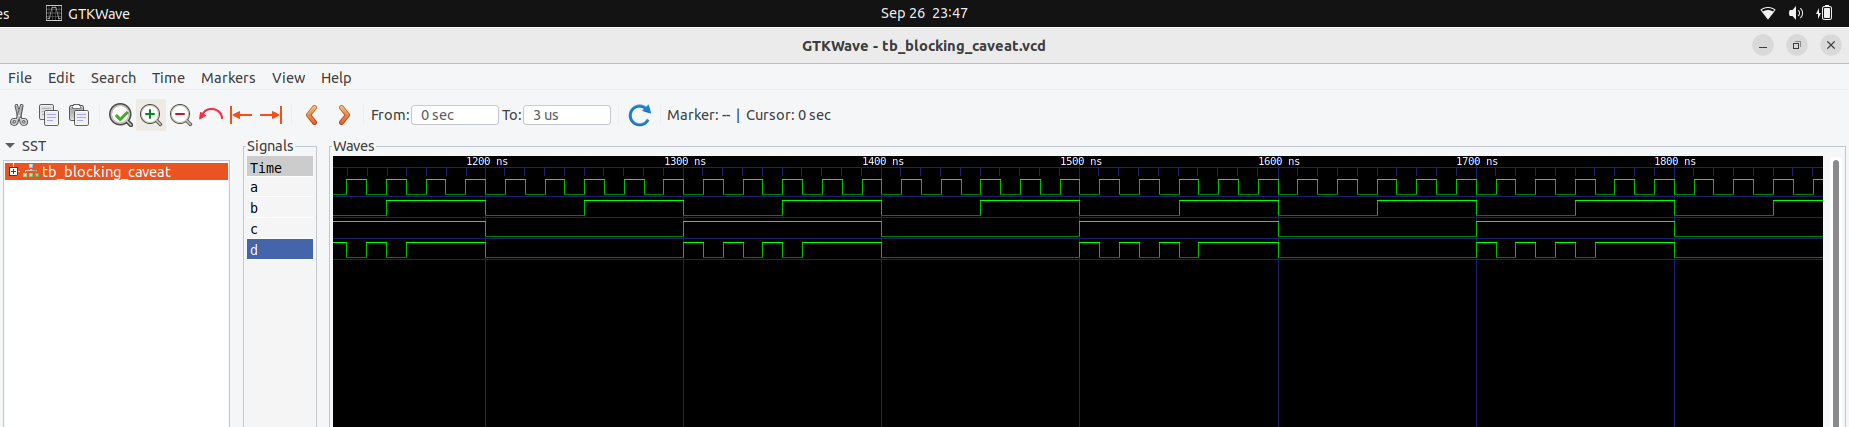 es GTKWave Sep 26 23:47
GTKWave - tb_blocking_caveat.vcd
File Edit Search Time Markers View Help
From: 0 sec To: 3 us Marker: -- | Cursor: 0 sec
SST Signals Waves
Time 1200 ns 1300 ns 1400 ns 1500 ns 1600 ns 1700 ns 1800 ns
tb_blocking_caveat
a
b
c
d